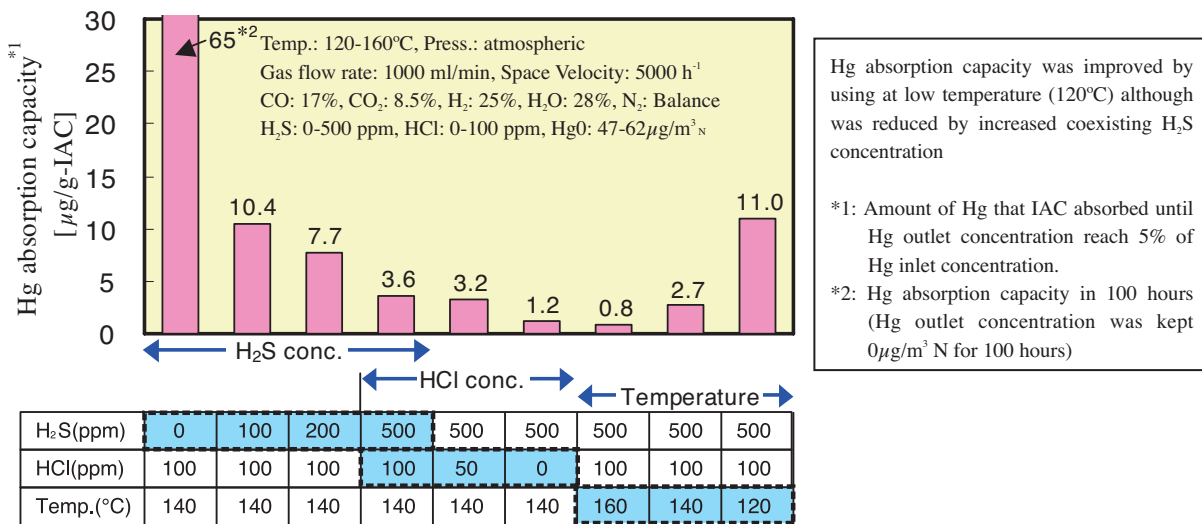 Hg absorption capacity*1
[µg/g-IAC]
30
25
20
15
10
5
0
65*2
Temp.: 120-160ºC, Press.: atmospheric
Gas flow rate: 1000 ml/min, Space Velocity: 5000 h-1
CO: 17%, CO2: 8.5%, H2: 25%, H2O: 28%, N2: Balance
H2S: 0-500 ppm, HCl: 0-100 ppm, Hg0: 47-62µg/m3 N
10.4
7.7
3.6
3.2
1.2
0.8
2.7
11.0
H2S conc.
HCl conc.
Temperature
H2S(ppm) 0 100 200 500 500 500 500 500 500
HCl(ppm) 100 100 100 100 50 0 100 100 100
Temp.(°C) 140 140 140 140 140 140 160 140 120
Hg absorption capacity was improved by
using at low temperature (120ºC) although
was reduced by increased coexisting H2S
concentration
*1: Amount of Hg that IAC absorbed until
Hg outlet concentration reach 5% of
Hg inlet concentration.
*2: Hg absorption capacity in 100 hours
(Hg outlet concentration was kept
0µg/m3 N for 100 hours)